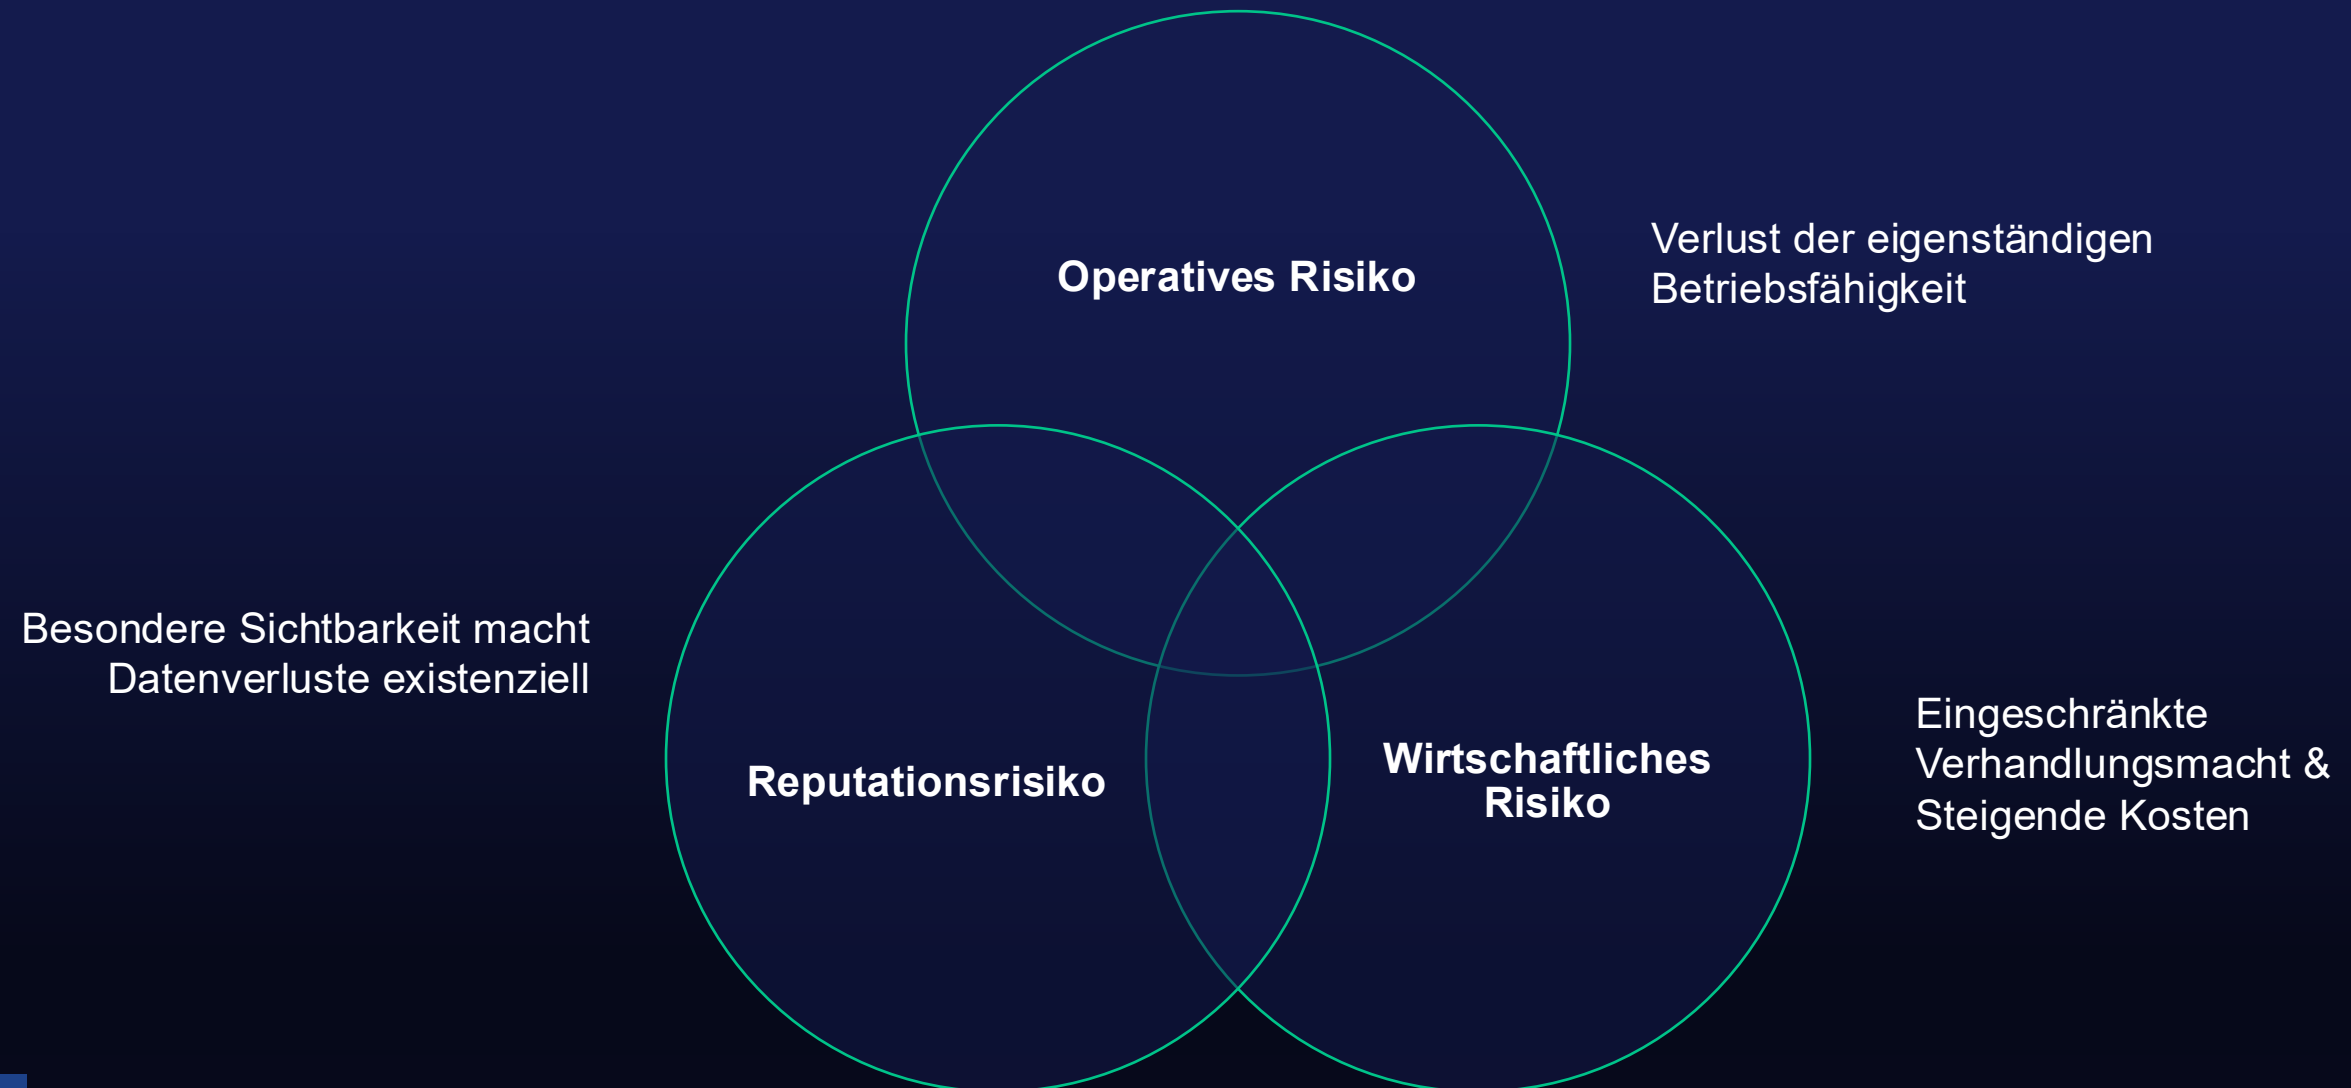 Operatives Risiko
Verlust der eigenständigen
Betriebsfähigkeit
Besondere Sichtbarkeit macht
Datenverluste existenziell
Reputationsrisiko
Wirtschaftliches
Risiko
Eingeschränkte
Verhandlungsmacht &
Steigende Kosten